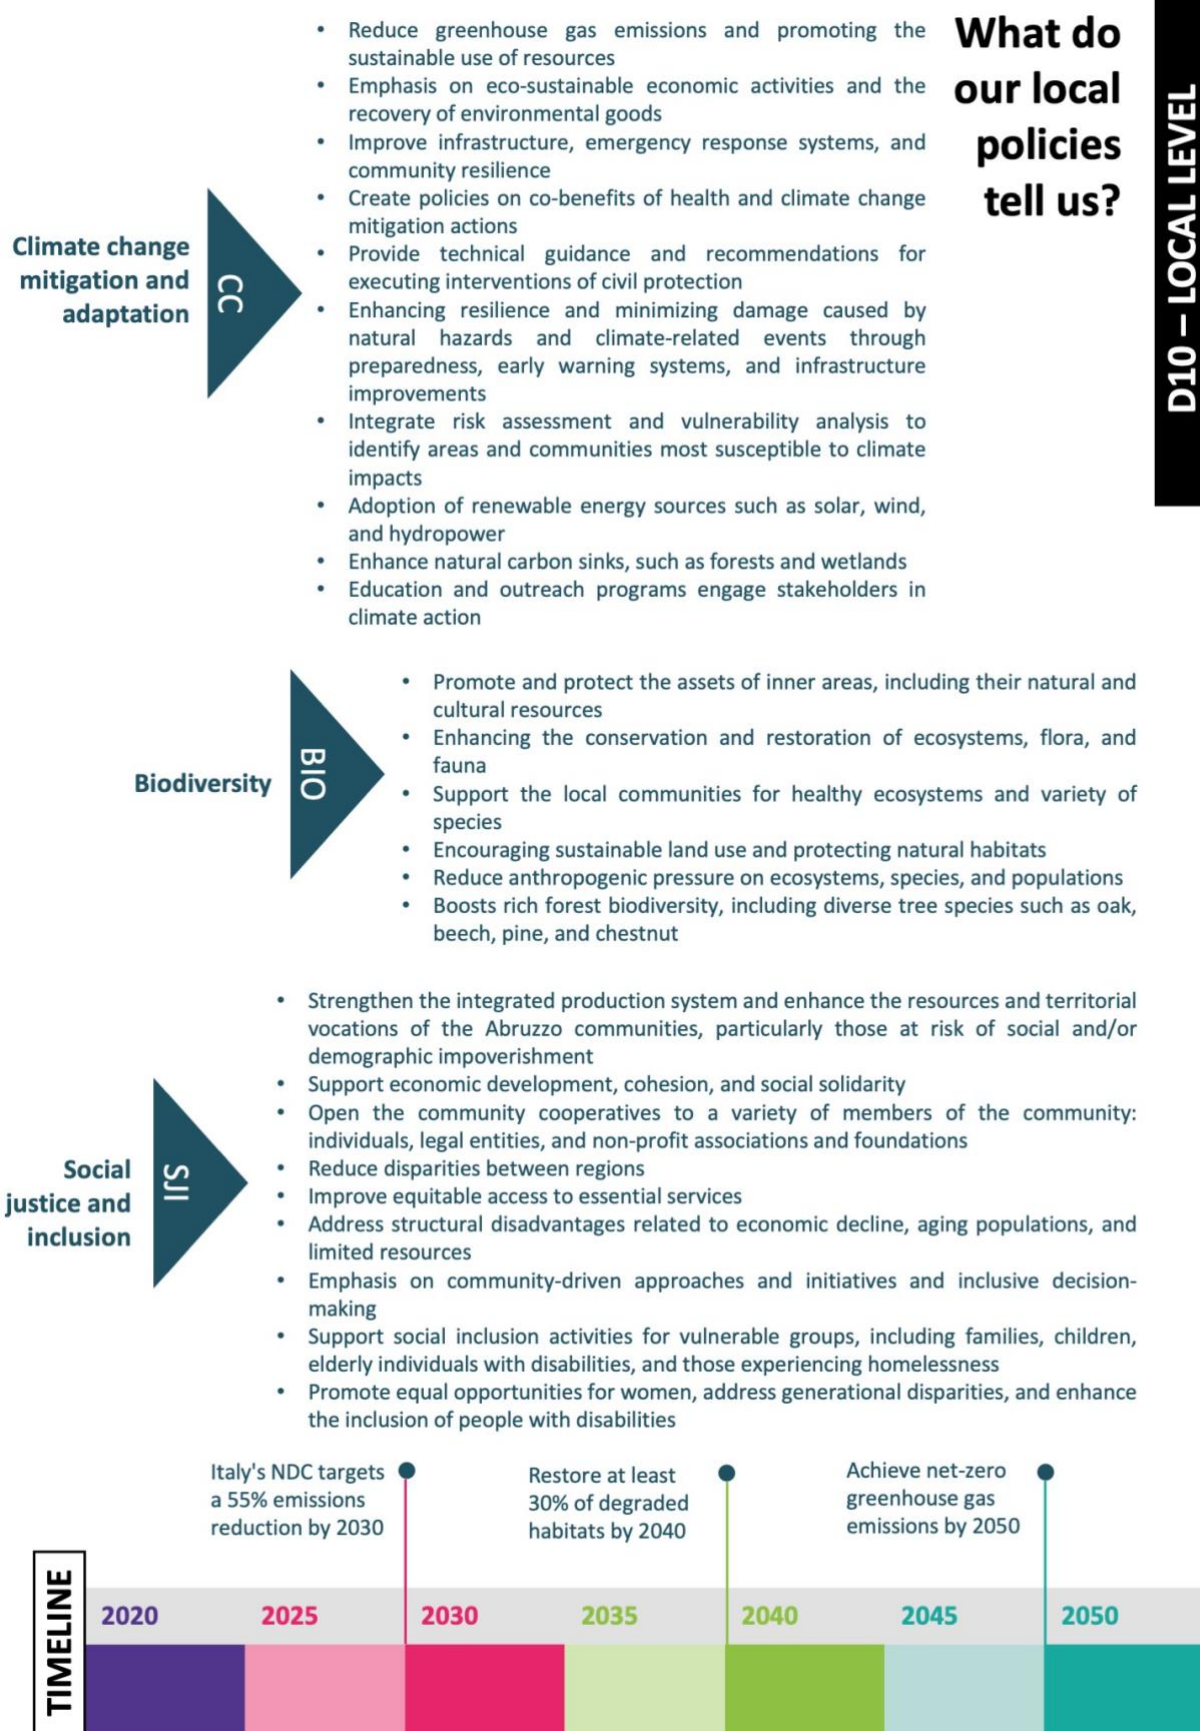 What do
our local
policies
tell us?
D10 – LOCAL LEVEL
Climate change
mitigation and
adaptation
CC
• Reduce greenhouse gas emissions and promoting the
sustainable use of resources
• Emphasis on eco-sustainable economic activities and the
recovery of environmental goods
• Improve infrastructure, emergency response systems, and
community resilience
• Create policies on co-benefits of health and climate change
mitigation actions
• Provide technical guidance and recommendations for
executing interventions of civil protection
• Enhancing resilience and minimizing damage caused by
natural hazards and climate-related events through
preparedness, early warning systems, and infrastructure
improvements
• Integrate risk assessment and vulnerability analysis to
identify areas and communities most susceptible to climate
impacts
• Adoption of renewable energy sources such as solar, wind,
and hydropower
• Enhance natural carbon sinks, such as forests and wetlands
• Education and outreach programs engage stakeholders in
climate action
Biodiversity
BIO
• Promote and protect the assets of inner areas, including their natural and
cultural resources
• Enhancing the conservation and restoration of ecosystems, flora, and
fauna
• Support the local communities for healthy ecosystems and variety of
species
• Encouraging sustainable land use and protecting natural habitats
• Reduce anthropogenic pressure on ecosystems, species, and populations
• Boosts rich forest biodiversity, including diverse tree species such as oak,
beech, pine, and chestnut
Social
justice and
inclusion
SJI
• Strengthen the integrated production system and enhance the resources and territorial
vocations of the Abruzzo communities, particularly those at risk of social and/or
demographic impoverishment
• Support economic development, cohesion, and social solidarity
• Open the community cooperatives to a variety of members of the community:
individuals, legal entities, and non-profit associations and foundations
• Reduce disparities between regions
• Improve equitable access to essential services
• Address structural disadvantages related to economic decline, aging populations, and
limited resources
• Emphasis on community-driven approaches and initiatives and inclusive decision-
making
• Support social inclusion activities for vulnerable groups, including families, children,
elderly individuals with disabilities, and those experiencing homelessness
• Promote equal opportunities for women, address generational disparities, and enhance
the inclusion of people with disabilities
Italy's NDC targets
a 55% emissions
reduction by 2030
Restore at least
30% of degraded
habitats by 2040
Achieve net-zero
greenhouse gas
emissions by 2050
TIMELINE
2020 2025 2030 2035 2040 2045 2050